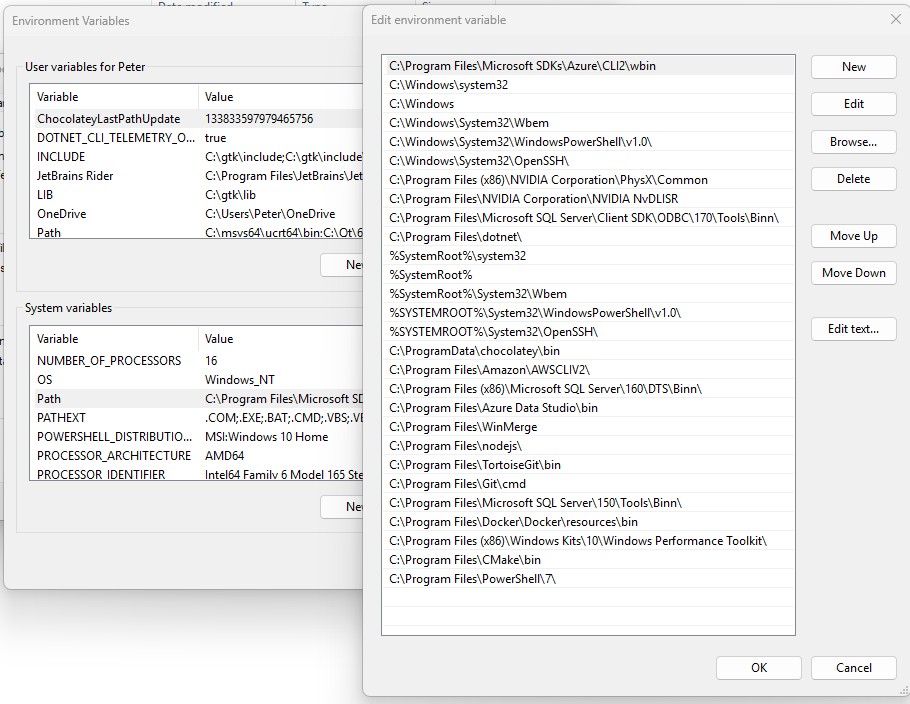 Environment Variables
User variables for Peter
Variable Value
ChocolateyLastPathUpdate 133833597979465756
DOTNET_CLI_TELEMETRY_O... true
INCLUDE C:\gtk\include;C:\gtk\include\
JetBrains Rider C:\Program Files\JetBrains\Jet
LIB C:\gtk\lib
OneDrive C:\Users\Peter\OneDrive
Path C:\msvs64\ucrt64\bin;C:\Qt\6
System variables
Variable Value
NUMBER_OF_PROCESSORS 16
OS Windows_NT
Path C:\Program Files\Microsoft SD
PATHEXT .COM;.EXE;.BAT;.CMD;.VBS;.VB
POWERSHELL_DISTRIBUTIO... MSI:Windows 10 Home
PROCESSOR_ARCHITECTURE AMD64
PROCESSOR_IDENTIFIER Intel64 Family 6 Model 165 Ste
Edit environment variable
C:\Program Files\Microsoft SDKs\Azure\CLI2\wbin
C:\Windows\system32
C:\Windows
C:\Windows\System32\Wbem
C:\Windows\System32\WindowsPowerShell\v1.0\
C:\Windows\System32\OpenSSH\
C:\Program Files (x86)\NVIDIA Corporation\PhysX\Common
C:\Program Files\NVIDIA Corporation\NVIDIA NvDLISR
C:\Program Files\Microsoft SQL Server\Client SDK\ODBC\170\Tools\Binn\
C:\Program Files\dotnet\
%SystemRoot%\system32
%SystemRoot%
%SystemRoot%\System32\Wbem
%SYSTEMROOT%\System32\WindowsPowerShell\v1.0\
%SYSTEMROOT%\System32\OpenSSH\
C:\ProgramData\chocolatey\bin
C:\Program Files\Amazon\AWSCLIV2\
C:\Program Files (x86)\Microsoft SQL Server\160\DTS\Binn\
C:\Program Files\Azure Data Studio\bin
C:\Program Files\WinMerge
C:\Program Files\nodejs\
C:\Program Files\TortoiseGit\bin
C:\Program Files\Git\cmd
C:\Program Files\Microsoft SQL Server\150\Tools\Binn\
C:\Program Files\Docker\Docker\resources\bin
C:\Program Files (x86)\Windows Kits\10\Windows Performance Toolkit\
C:\Program Files\CMake\bin
C:\Program Files\PowerShell\7\
New
Edit
Browse...
Delete
Move Up
Move Down
Edit text...
OK
Cancel